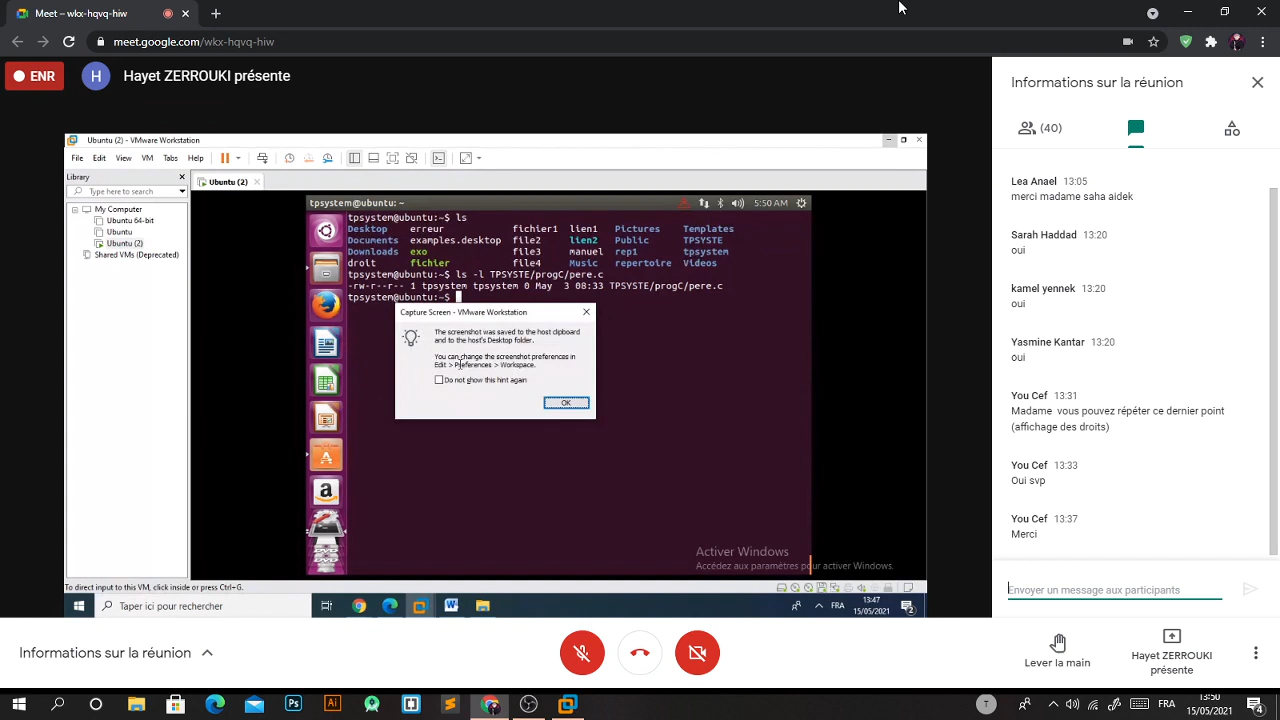 Meet – wkx-hqvq-hiw
meet.google.com/wkx-hqvq-hiw
ENR
H
Hayet ZERROUKI présente
Ubuntu (2) - VMware Workstation
File Edit View VM Tabs Help
Library
Type here to search
My Computer
Ubuntu 64-bit
Ubuntu
Ubuntu (2)
Shared VMs (Deprecated)
Ubuntu (2)
tpsystem@ubuntu: ~
5:50 AM
tpsystem@ubuntu:~$ ls
Desktop erreur fichier1 lien1 Pictures Templates
Documents examples.desktop file2 lien2 Public TPSYSTE
Downloads exo file3 Manuel rep1 tpsystem
droit fichier file4 Music repertoire Videos
tpsystem@ubuntu:~$ ls -l TPSYSTE/progC/pere.c
-rw-r--r-- 1 tpsystem tpsystem 0 May 3 08:33 TPSYSTE/progC/pere.c
tpsystem@ubuntu:~$
Capture Screen - VMware Workstation
The screenshot was saved to the host clipboard
and to the host's Desktop folder.
You can change the screenshot preferences in
Edit > Preferences > Workspace.
Do not show this hint again
OK
Activer Windows
Accédez aux paramètres pour activer Windows.
To direct input to this VM, click inside or press Ctrl+G.
Taper ici pour rechercher
W
FRA
13:47
15/05/2021
2
Informations sur la réunion
(40)
Lea Anael 13:05
merci madame saha aidek
Sarah Haddad 13:20
oui
kamel yennek 13:20
oui
Yasmine Kantar 13:20
oui
You Cef 13:31
Madame vous pouvez répéter ce dernier point
(affichage des droits)
You Cef 13:33
Oui svp
You Cef 13:37
Merci
Envoyer un message aux participants
Informations sur la réunion
Lever la main
Hayet ZERROUKI
présente
Ps
Ai
T
FRA
13:50
15/05/2021
4